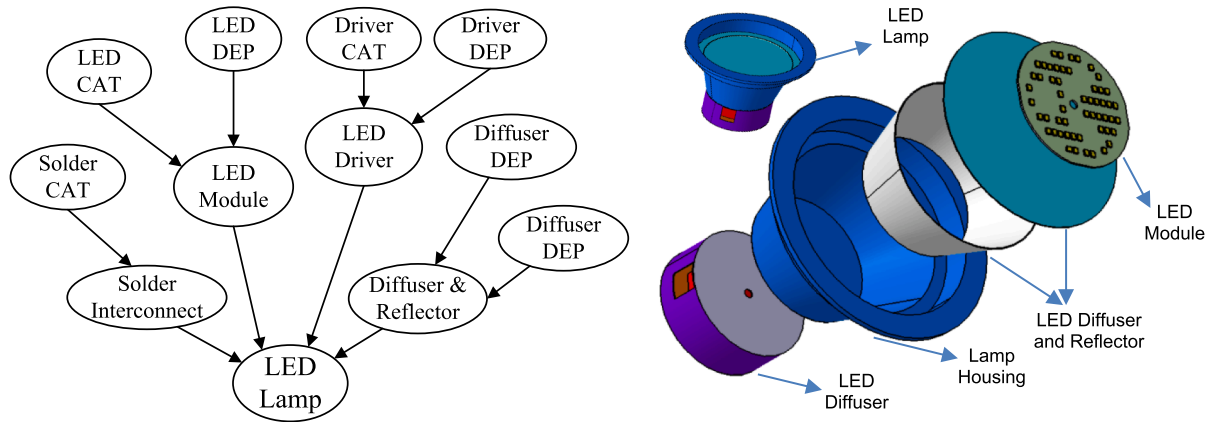 LED
CAT
LED
DEP
Driver
CAT
Driver
DEP
LED
Module
LED
Driver
Diffuser
DEP
Solder
CAT
Diffuser
DEP
Solder
Interconnect
Diffuser &
Reflector
LED
Lamp
LED
Lamp
LED
Module
LED Diffuser
and Reflector
Lamp
Housing
LED
Diffuser